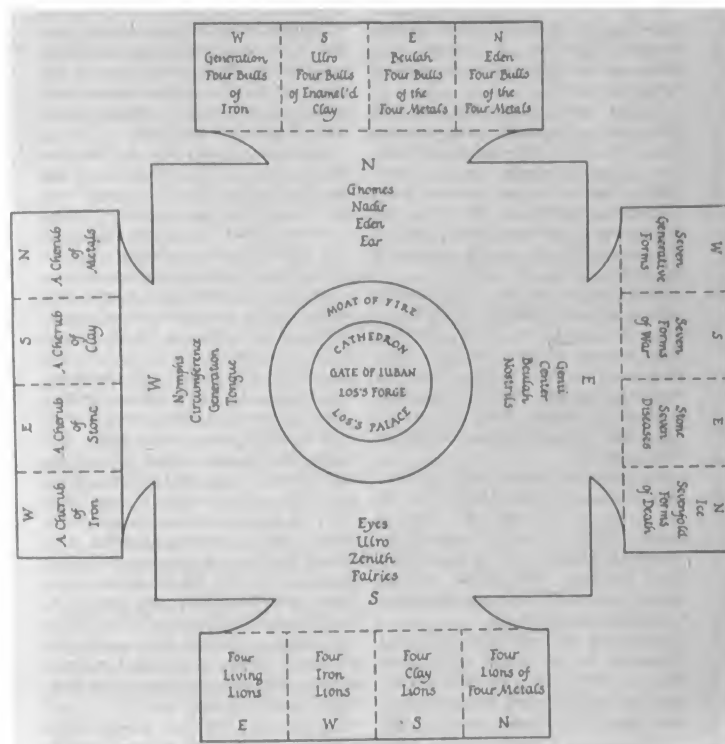 W
Generation
Four Bulls
of
Iron
S
Ulro
Four Bulls
of Enamel'd
Clay
E
Beulah
Four Bulls
of the
Four Metals
N
Eden
Four Bulls
of the
Four Metals
N
Gnomes
Nadir
Eden
Ear
N
A Cherub
of
Metals
S
A Cherub
of
Clay
E
A Cherub
of
Stone
W
A Cherub
of
Iron
W
Nymphs
Circumference
Generation
Tongue
MOAT OF FIRE
CATHEDRON
GATE OF LUBAN
LOS'S FORGE
LOS'S PALACE
E
Genii
Center
Beulah
Nostrils
W
Seven
Generative
Forms
S
Seven
Forms
of War
E
Stone
Seven
Diseases
N
Ice
Sevenfold
Forms
of Death
Eyes
Ulro
Zenith
Fairies
S
Four
Living
Lions
E
Four
Iron
Lions
W
Four
Clay
Lions
S
Four
Lions of
Four Metals
N